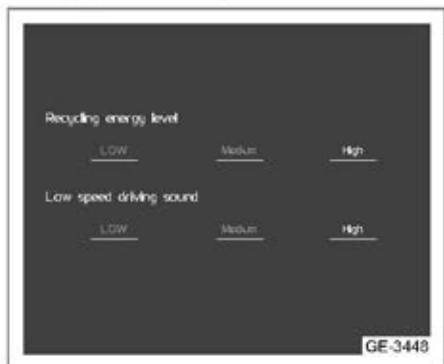 Recycling energy level
LOW Medium High
Low speed driving sound
LOW Medium High
GE-3448